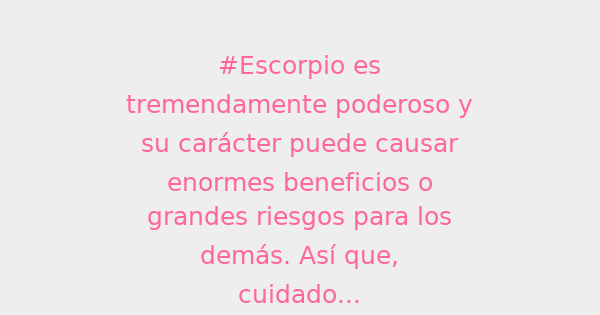 #Escorpio es
tremendamente poderoso y
su carácter puede causar
enormes beneficios o
grandes riesgos para los
demás. Así que,
cuidado...